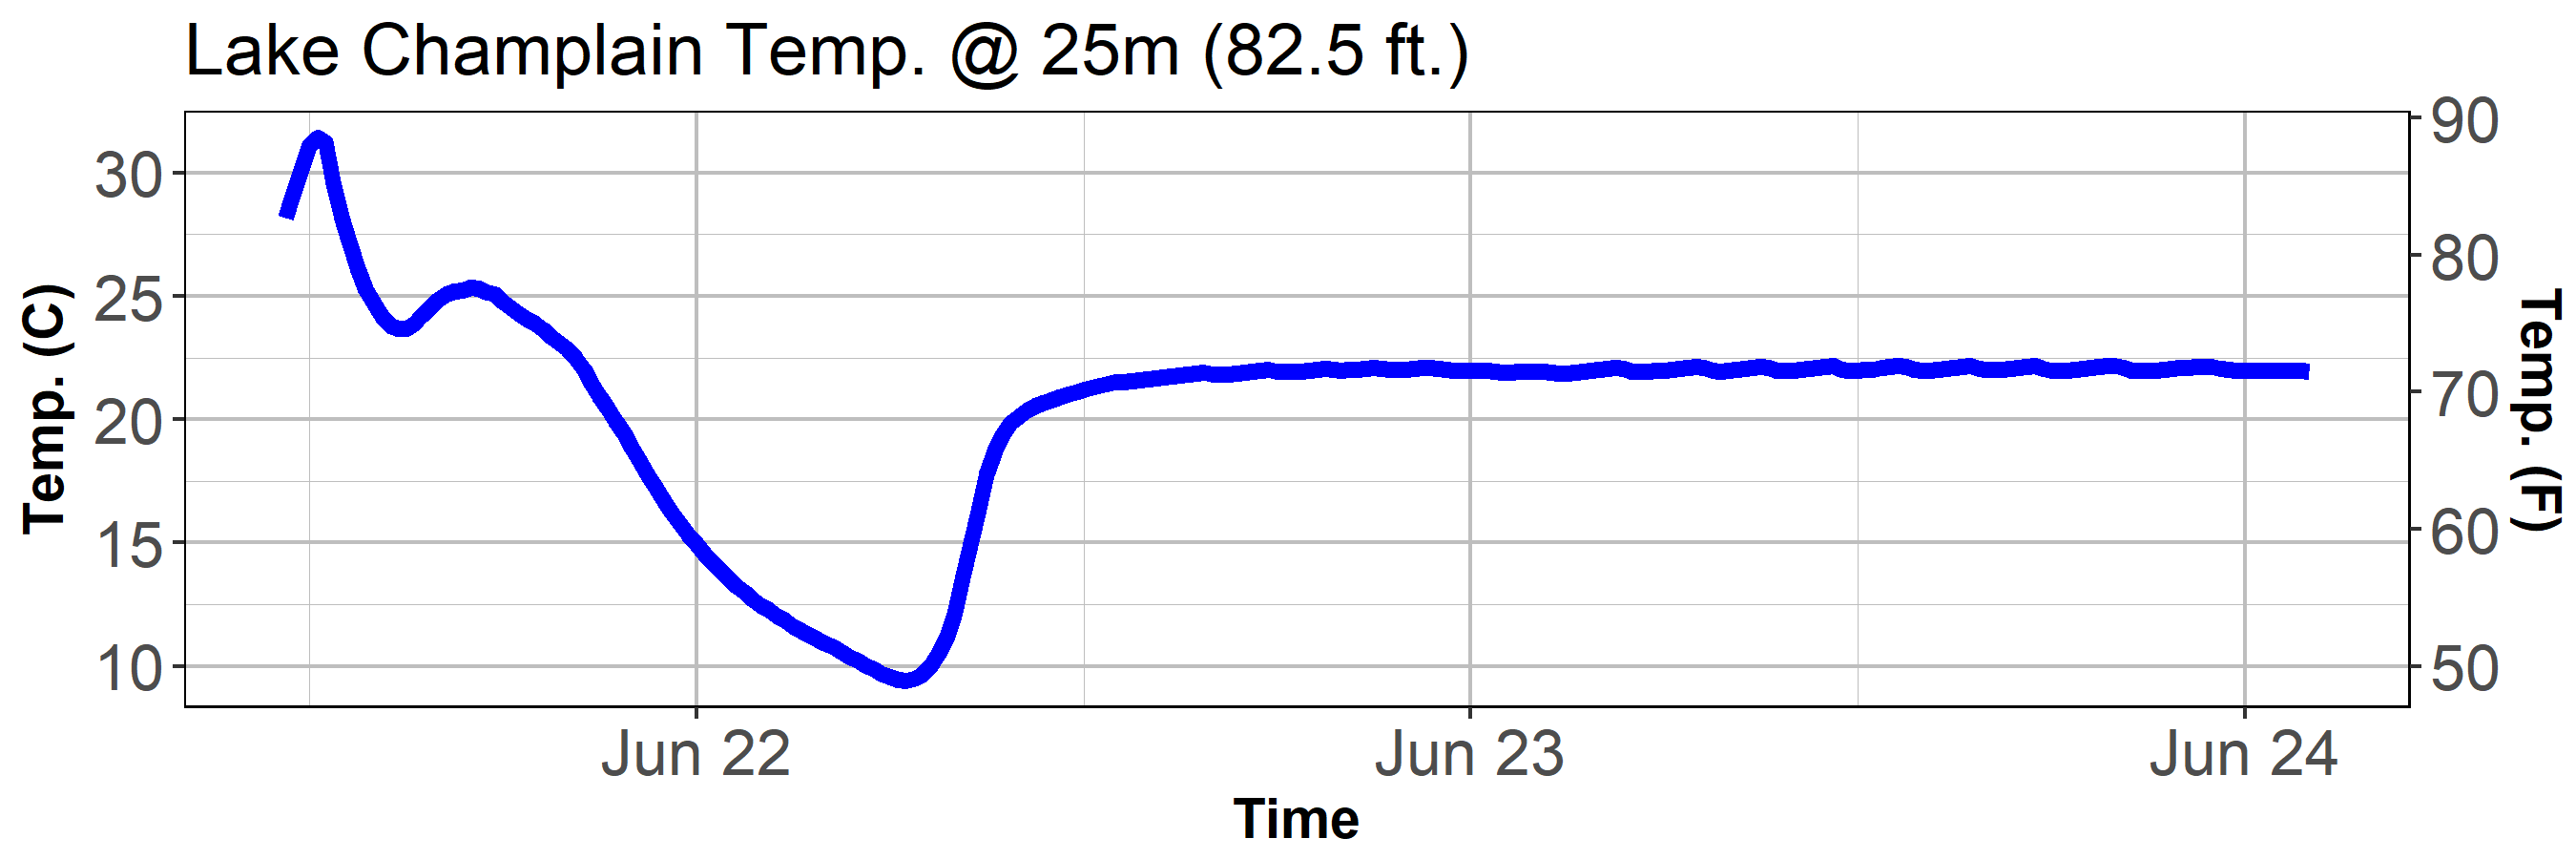 Lake Champlain Temp. @ 25m (82.5 ft.)
Temp. (C)
30
25
20
15
10
90
80
70
60
50
Temp. (F)
Jun 22
Jun 23
Jun 24
Time